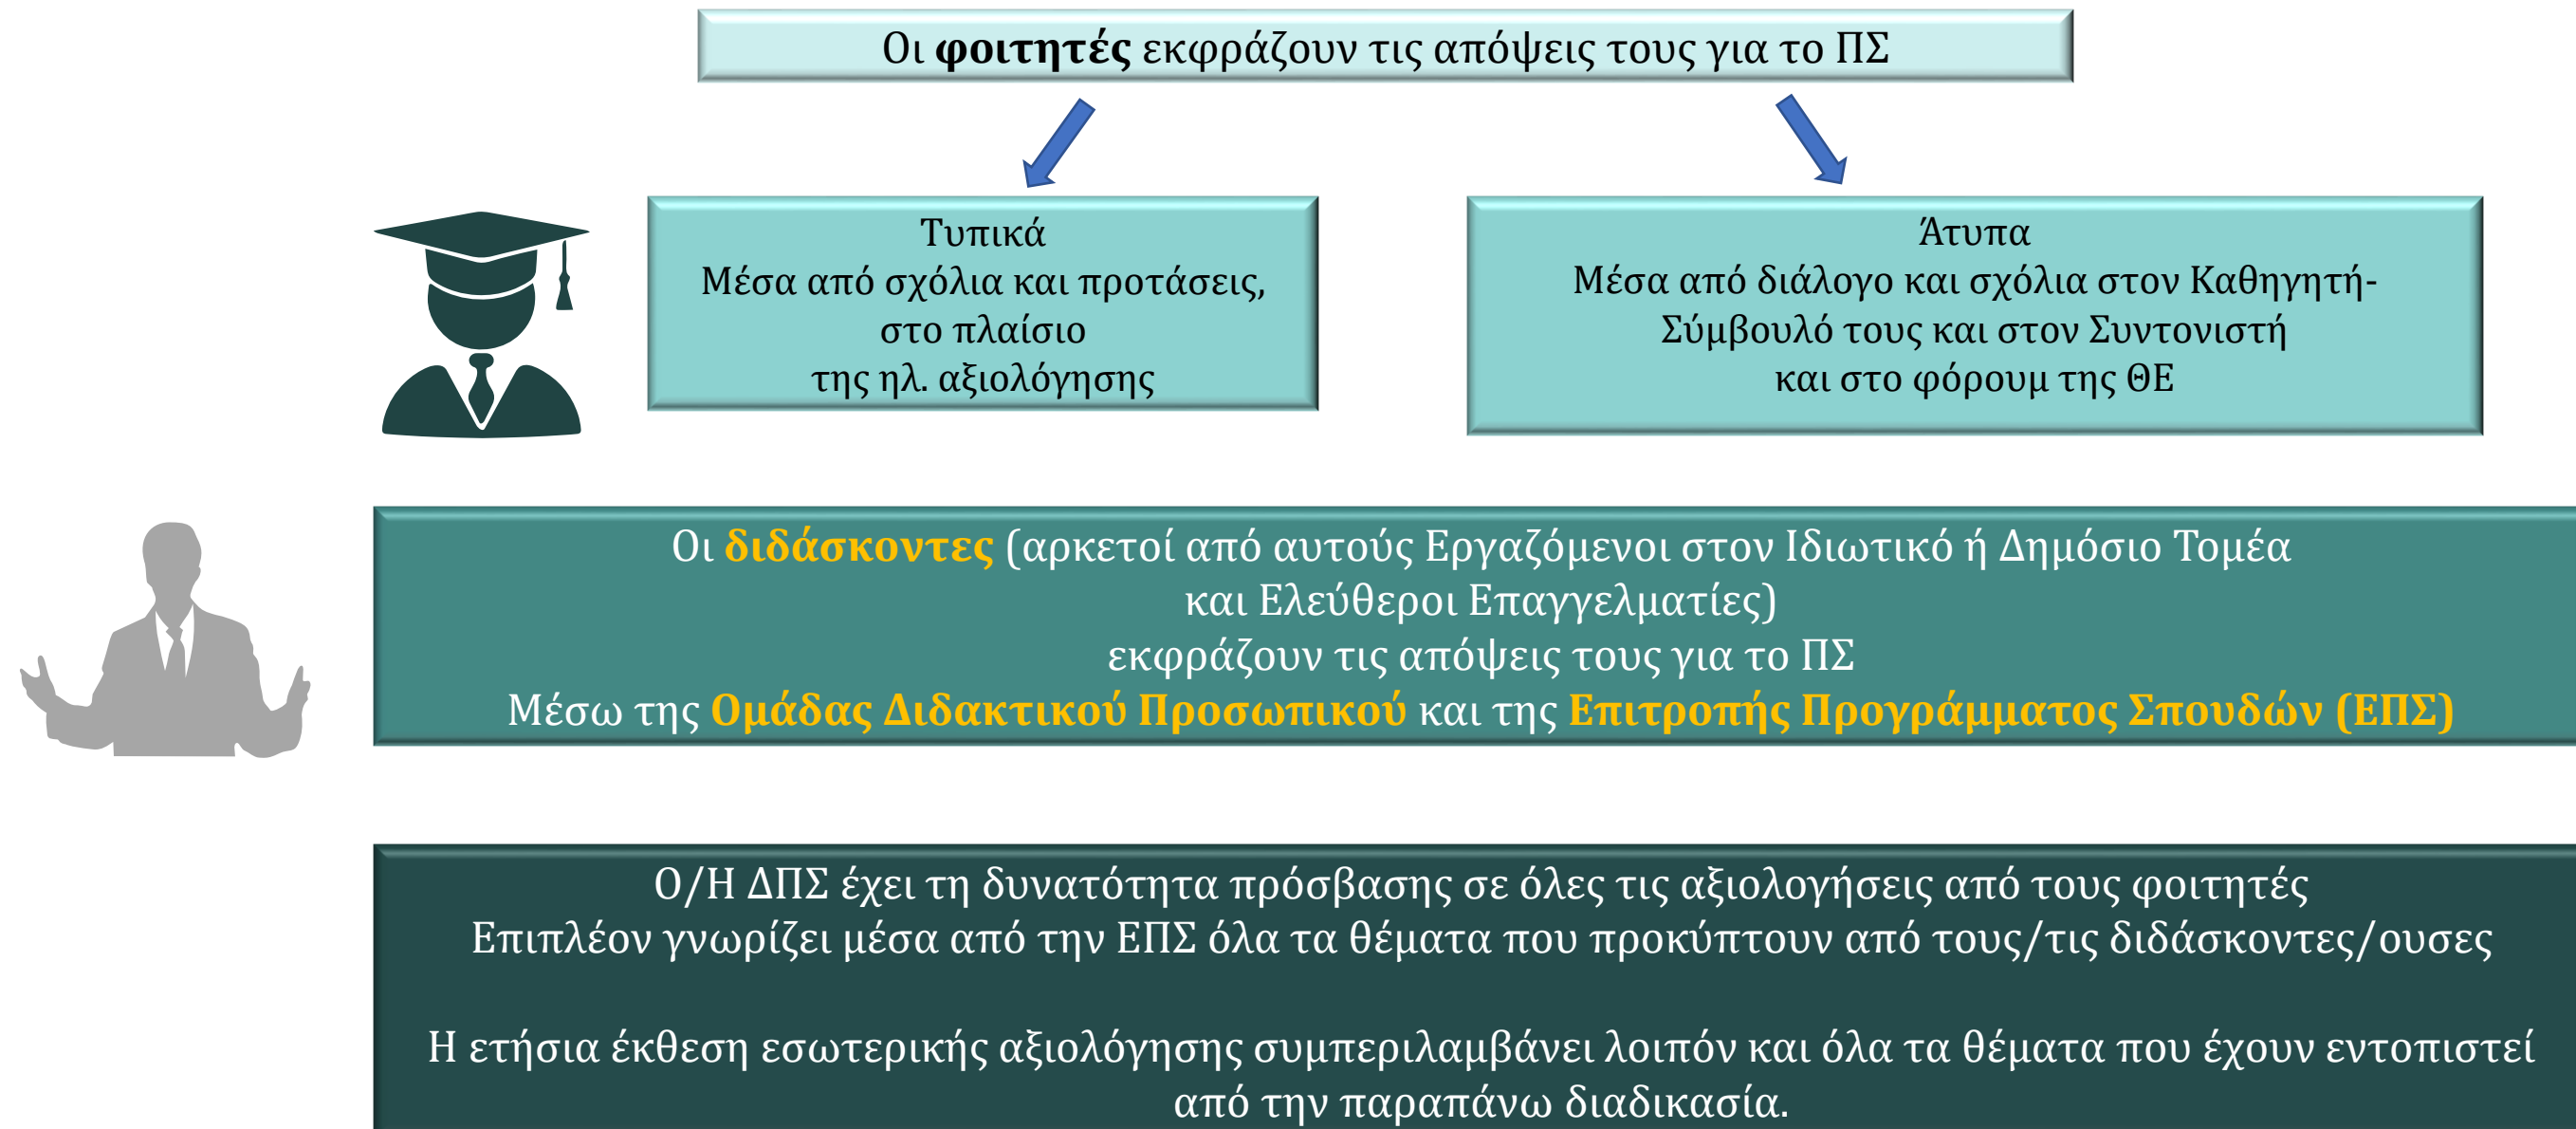 Οι φοιτητές εκφράζουν τις απόψεις τους για το ΠΣ
Τυπικά
Μέσα από σχόλια και προτάσεις,
στο πλαίσιο
της ηλ. αξιολόγησης
Άτυπα
Μέσα από διάλογο και σχόλια στον Καθηγητή-
Σύμβουλό τους και στον Συντονιστή
και στο φόρουμ της ΘΕ
Οι διδάσκοντες (αρκετοί από αυτούς Εργαζόμενοι στον Ιδιωτικό ή Δημόσιο Τομέα
και Ελεύθεροι Επαγγελματίες)
εκφράζουν τις απόψεις τους για το ΠΣ
Μέσω της Ομάδας Διδακτικού Προσωπικού και της Επιτροπής Προγράμματος Σπουδών (ΕΠΣ)
Ο/Η ΔΠΣ έχει τη δυνατότητα πρόσβασης σε όλες τις αξιολογήσεις από τους φοιτητές
Επιπλέον γνωρίζει μέσα από την ΕΠΣ όλα τα θέματα που προκύπτουν από τους/τις διδάσκοντες/ουσες
Η ετήσια έκθεση εσωτερικής αξιολόγησης συμπεριλαμβάνει λοιπόν και όλα τα θέματα που έχουν εντοπιστεί
από την παραπάνω διαδικασία.